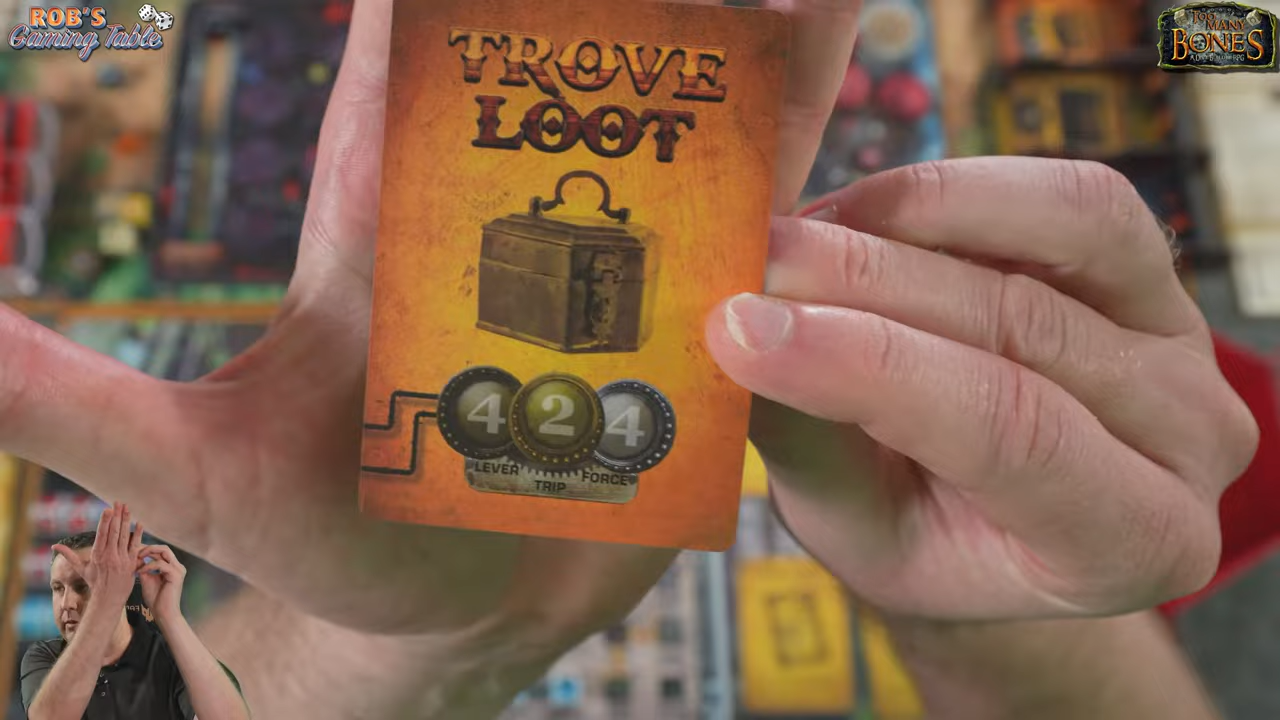 ROB'S
Gaming Table
TOO
MANY
BONES
TROVE
LOOT
4 2 4
LEVER
TRIP
FORCE